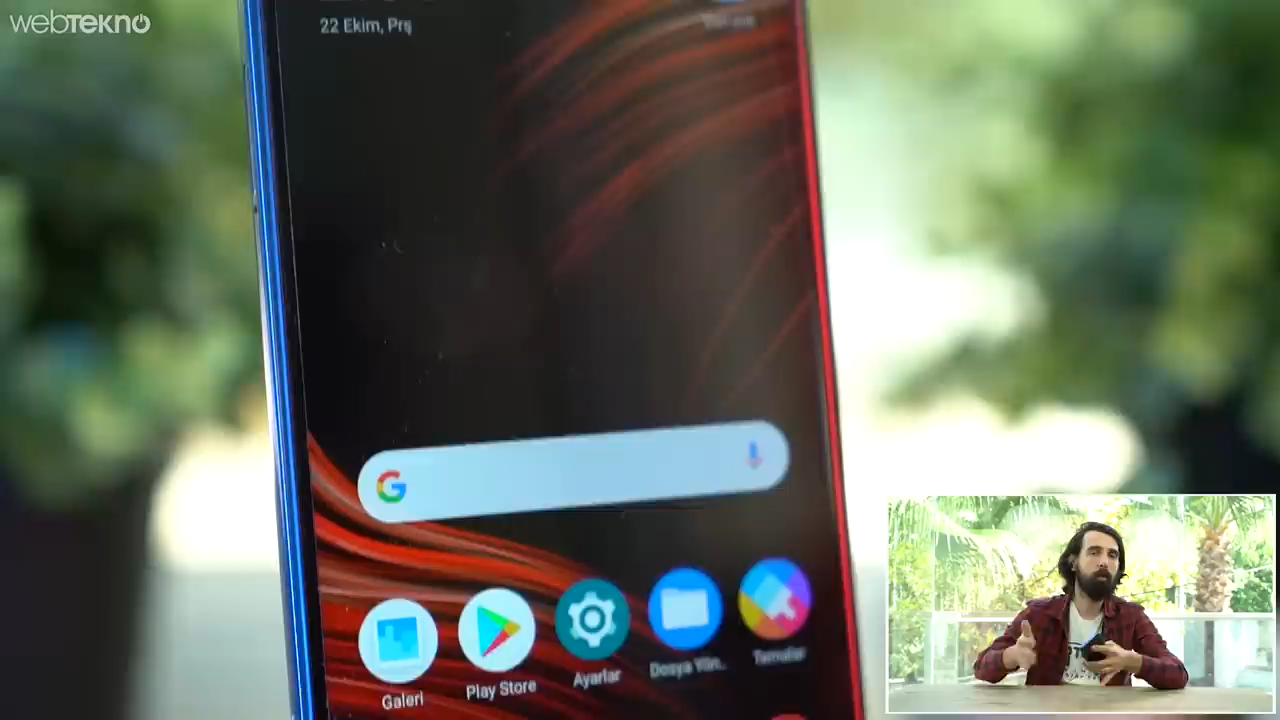 webtekno
22 Ekim, Prş
G
Galeri
Play Store
Ayarlar
Dosya Yön..
Temalar